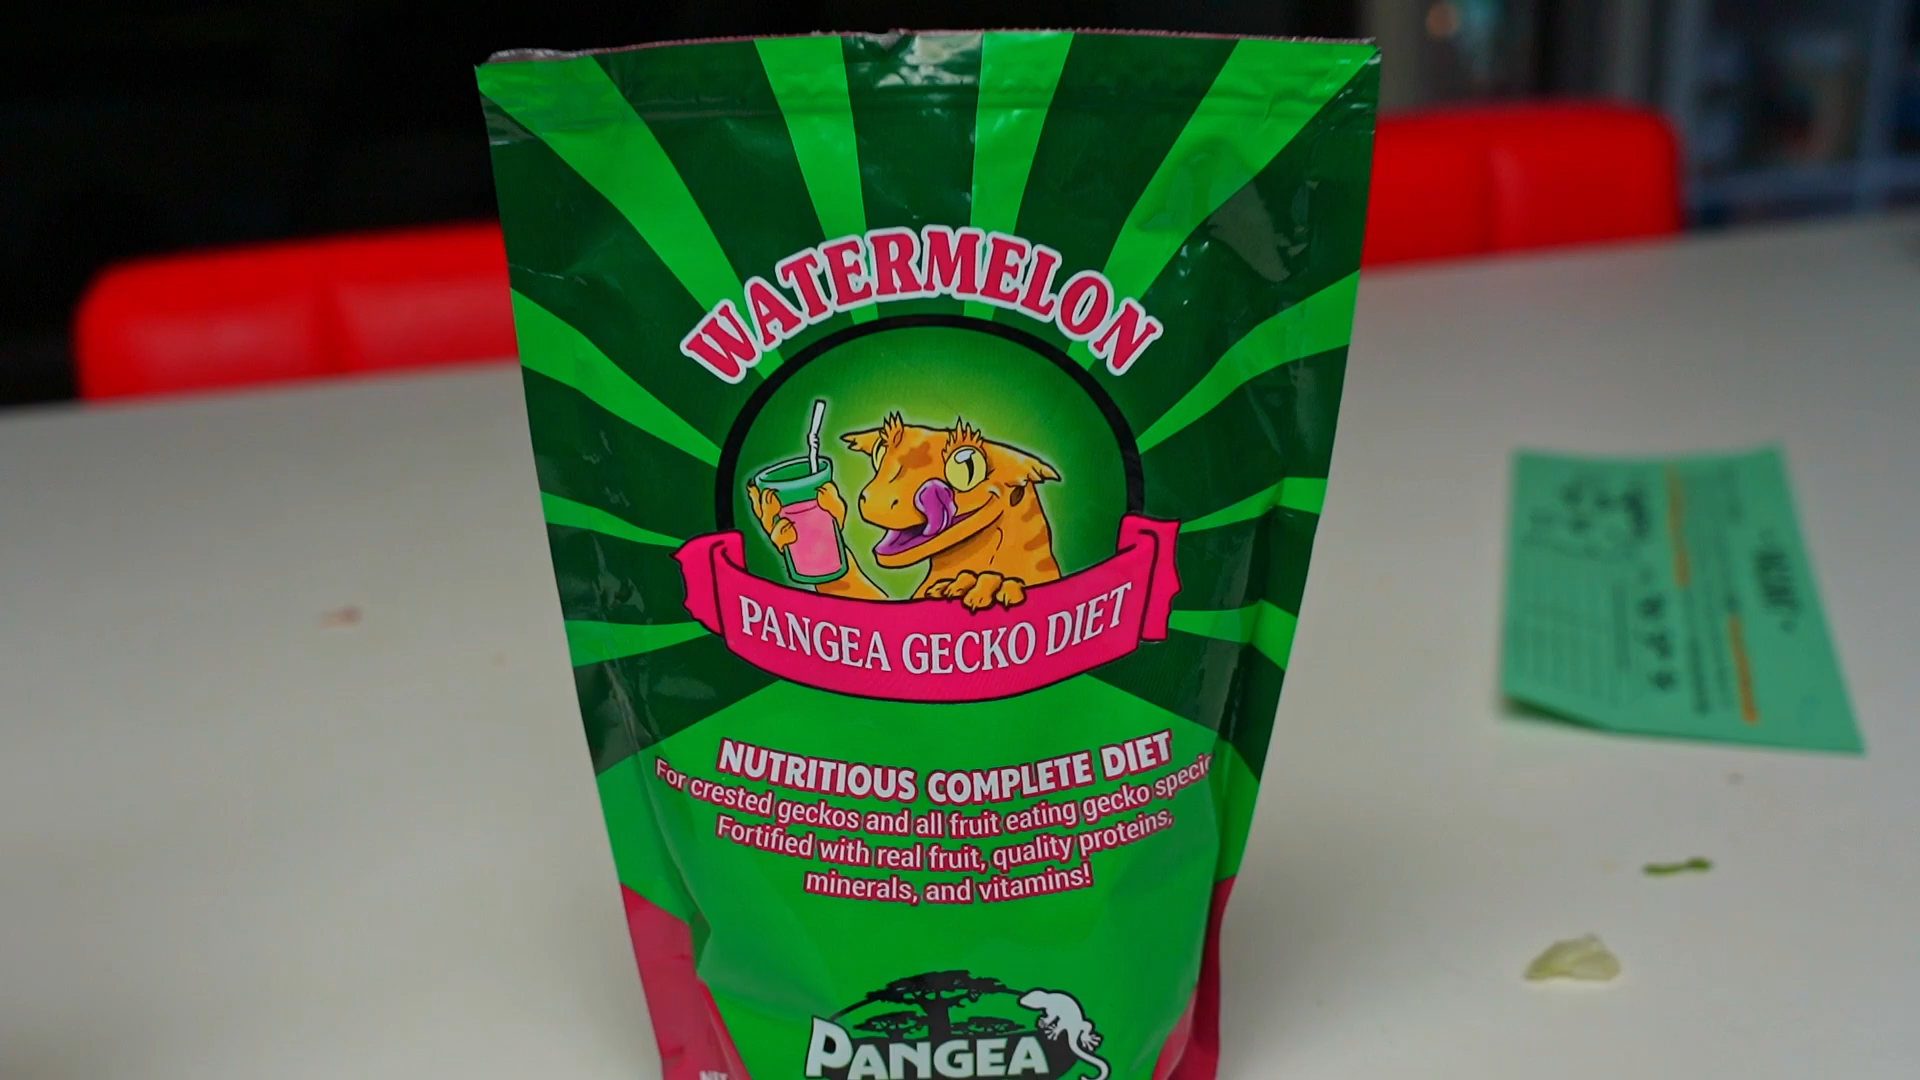 WATERMELON
PANGEA GECKO DIET
NUTRITIOUS COMPLETE DIET
For crested geckos and all fruit eating gecko specie
Fortified with real fruit, quality proteins,
minerals, and vitamins!
PANGEA